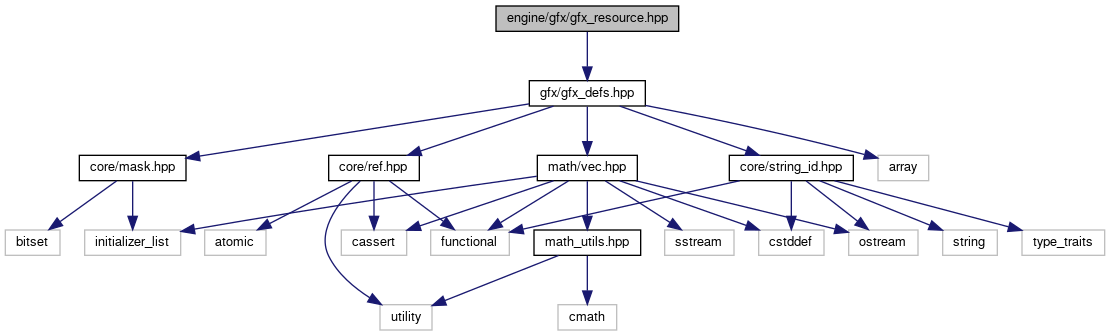 engine/gfx/gfx_resource.hpp
gfx/gfx_defs.hpp
core/mask.hpp
core/ref.hpp
math/vec.hpp
core/string_id.hpp
array
bitset
initializer_list
atomic
cassert
functional
math_utils.hpp
sstream
cstddef
ostream
string
type_traits
utility
cmath